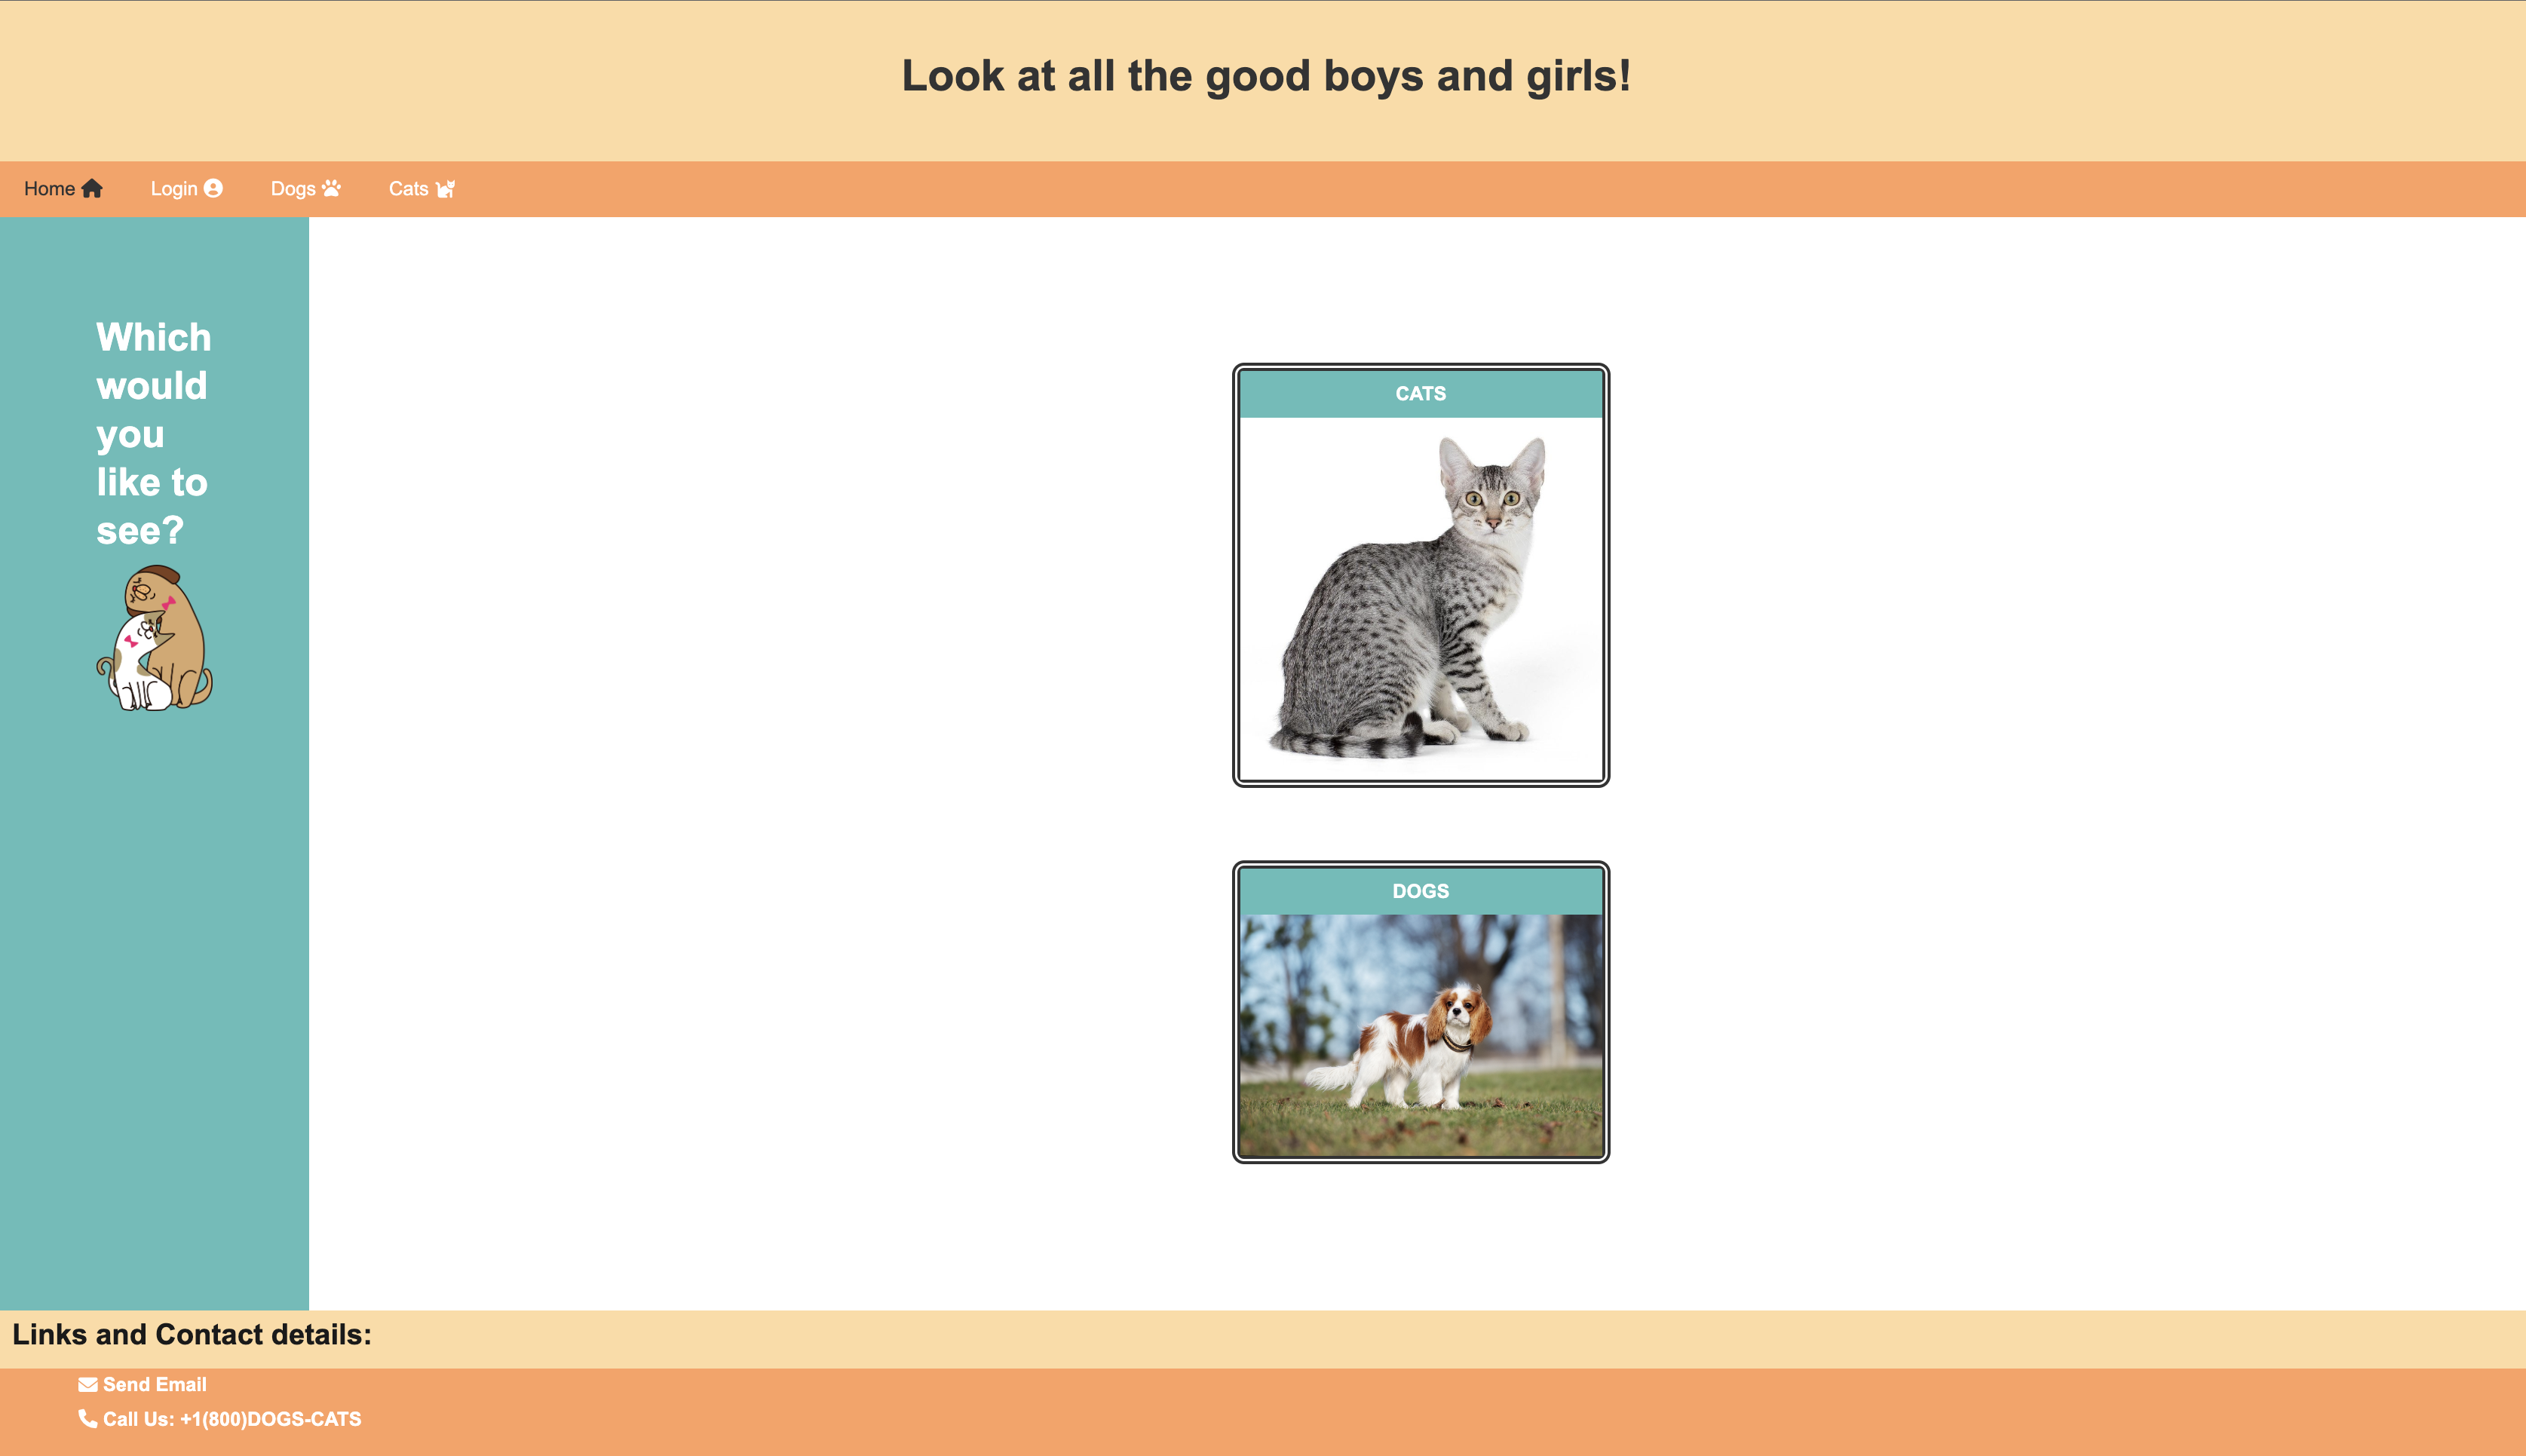 Look at all the good boys and girls!
Home
Login
Dogs
Cats
Which
would
you
like to
see?
CATS
DOGS
Links and Contact details:
Send Email
Call Us: +1(800)DOGS-CATS